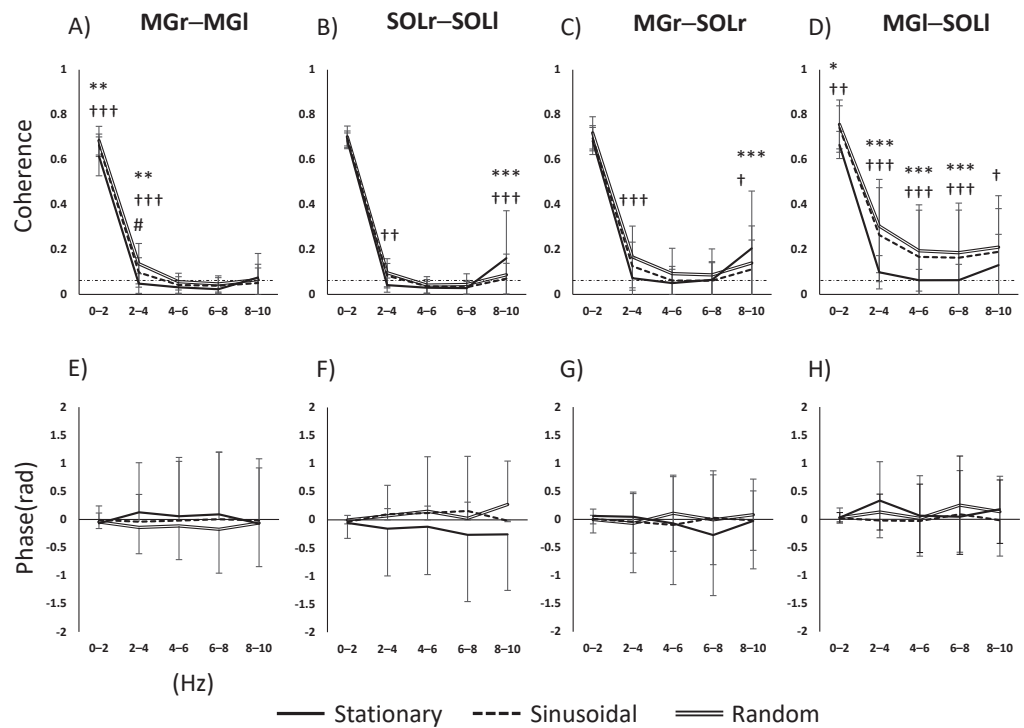 A) MGr–MGl B) SOLr–SOLl C) MGr–SOLr D) MGl–SOLl
Coherence
1 1 1 1
0.8 0.8 0.8 0.8
0.6 0.6 0.6 0.6
0.4 0.4 0.4 0.4
0.2 0.2 0.2 0.2
0 0 0 0
**
†††
**
†††
#
††
***
†††
†††
***
†
*
††
***
†††
***
†††
***
†††
†
0–2 2–4 4–6 6–8 8–10 0–2 2–4 4–6 6–8 8–10 0–2 2–4 4–6 6–8 8–10 0–2 2–4 4–6 6–8 8–10
E) F) G) H)
Phase(rad)
2 2 2 2
1.5 1.5 1.5 1.5
1 1 1 1
0.5 0.5 0.5 0.5
0 0 0 0
-0.5 -0.5 -0.5 -0.5
-1 -1 -1 -1
-1.5 -1.5 -1.5 -1.5
-2 -2 -2 -2
0–2 2–4 4–6 6–8 8–10 0–2 2–4 4–6 6–8 8–10 0–2 2–4 4–6 6–8 8–10 0–2 2–4 4–6 6–8 8–10
(Hz)
Stationary Sinusoidal Random